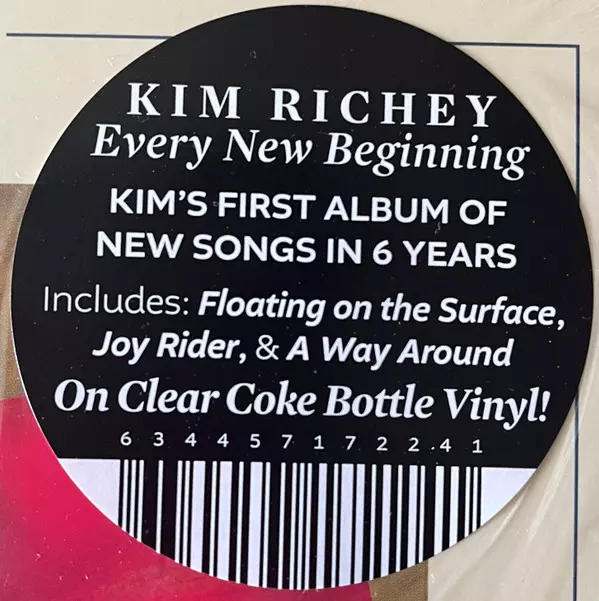 KIM RICHEY
Every New Beginning
KIM'S FIRST ALBUM OF
NEW SONGS IN 6 YEARS
Includes: Floating on the Surface,
Joy Rider, & A Way Around
On Clear Coke Bottle Vinyl!
6 3 4 4 5 7 1 7 2 2 .4 1